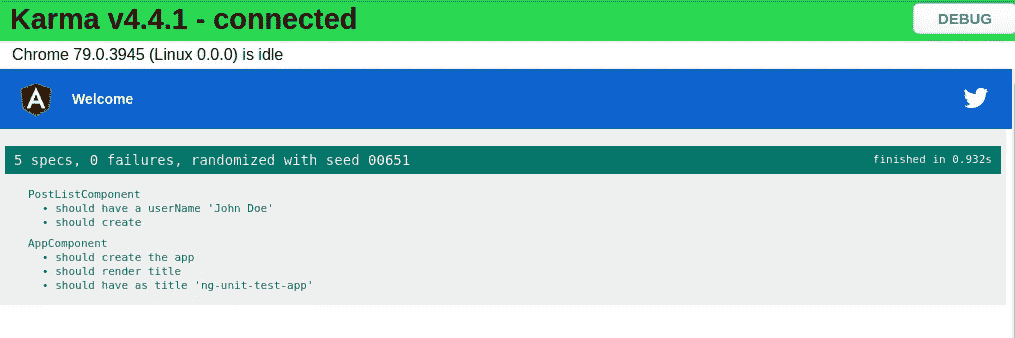 Karma v4.4.1 - connected
DEBUG
Chrome 79.0.3945 (Linux 0.0.0) is idle
A
Welcome
5 specs, 0 failures, randomized with seed 00651
finished in 0.932s
PostListComponent
• should have a userName 'John Doe'
• should create
AppComponent
• should create the app
• should render title
• should have as title 'ng-unit-test-app'